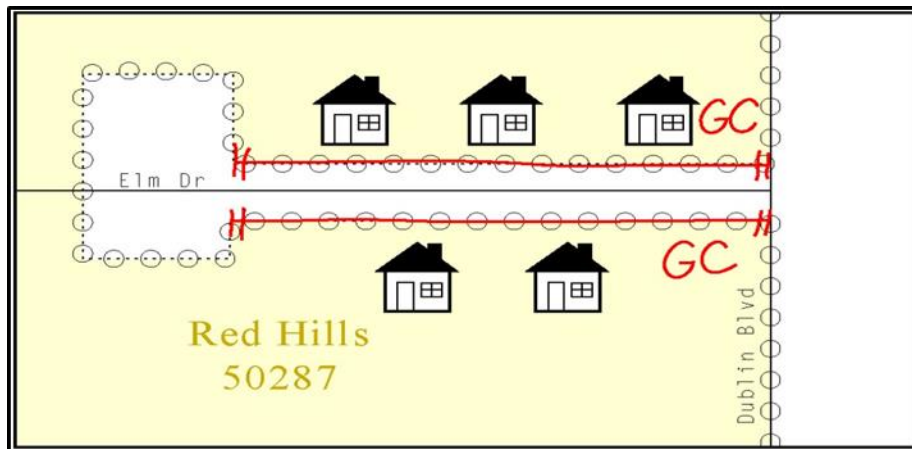 GC
Elm Dr
GC
Red Hills
50287
Dublin Blvd